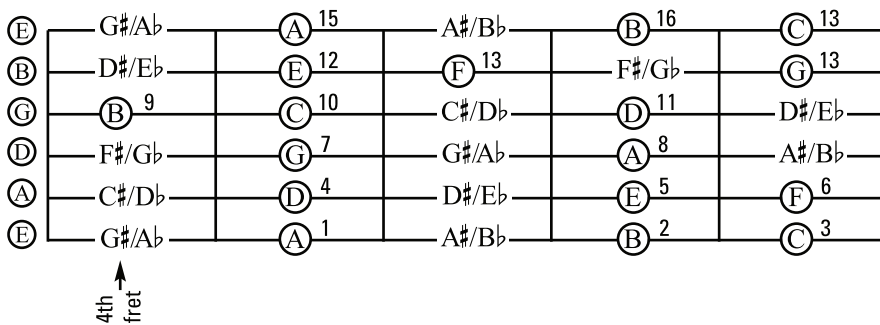 E G♯/A♭ A 15 A♯/B♭ B 16 C 13
B D♯/E♭ E 12 F 13 F♯/G♭ G 13
G B 9 C 10 C♯/D♭ D 11 D♯/E♭
D F♯/G♭ G 7 G♯/A♭ A 8 A♯/B♭
A C♯/D♭ D 4 D♯/E♭ E 5 F 6
E G♯/A♭ A 1 A♯/B♭ B 2 C 3
4th
fret